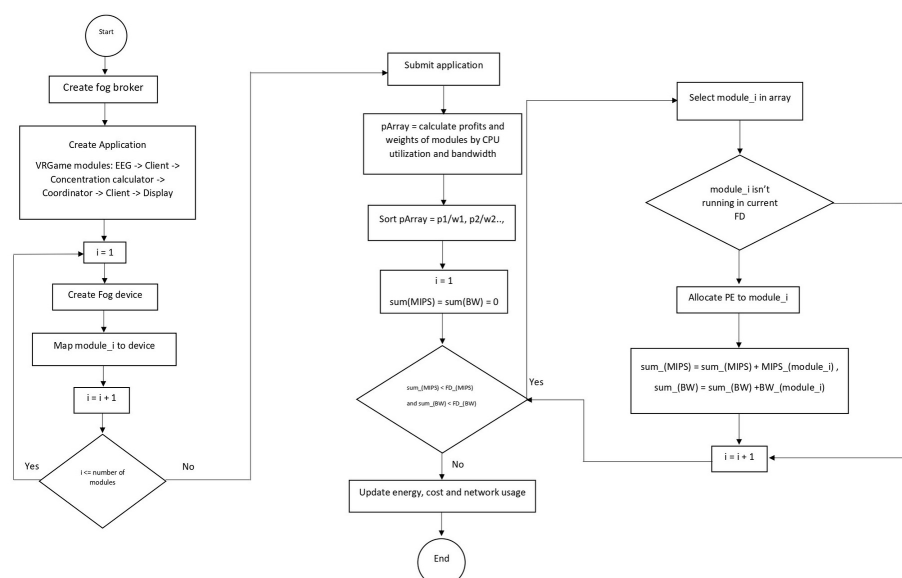 Start
Create fog broker
Create Application
VRGame modules: EEG -> Client ->
Concentration calculator ->
Coordinator -> Client -> Display
i = 1
Create Fog device
Map module_i to device
i = i + 1
i <= number of
modules
Yes
No
Submit application
pArray = calculate profits and
weights of modules by CPU
utilization and bandwidth
Sort pArray = p1/w1, p2/w2..,
i = 1
sum(MIPS) = sum(BW) = 0
sum_(MIPS) < FD_(MIPS)
and sum_(BW) < FD_(BW)
Yes
No
Update energy, cost and network usage
End
Select module_i in array
module_i isn't
running in current
FD
Allocate PE to module_i
sum_(MIPS) = sum_(MIPS) + MIPS_(module_i) ,
sum_(BW) = sum_(BW) +BW_(module_i)
i = i + 1